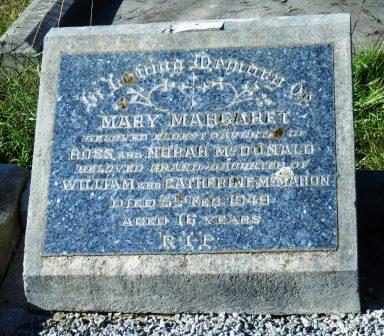 In Loving Memory Of
MARY MARGARET
BELOVED ELDEST DAUGHTER OF
ROSS AND NORAH McDONALD
BELOVED GRAND-DAUGHTER OF
WILLIAM AND CATHERINE McMAHON
DIED 5TH FEB. 1949
AGED 16 YEARS
R.I.P.